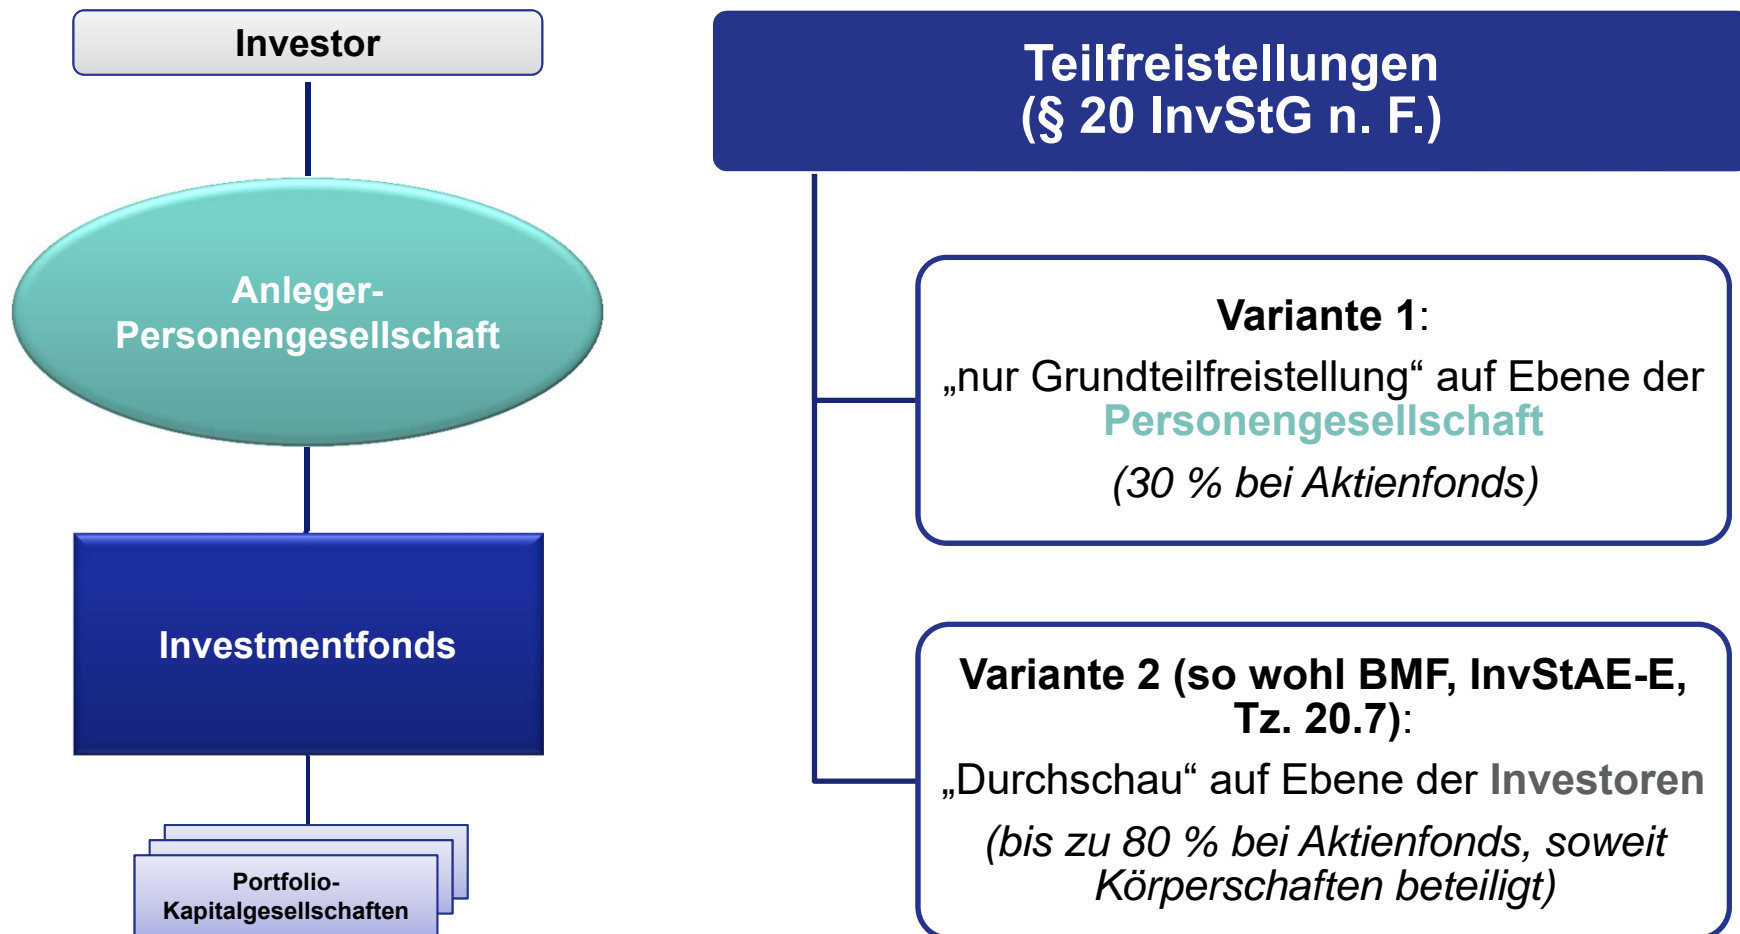 Investor
Anleger-
Personengesellschaft
Investmentfonds
Portfolio-
Kapitalgesellschaften
Teilfreistellungen
(§ 20 InvStG n. F.)
Variante 1:
„nur Grundteilfreistellung“ auf Ebene der
Personengesellschaft
(30 % bei Aktienfonds)
Variante 2 (so wohl BMF, InvStAE-E,
Tz. 20.7):
„Durchschau“ auf Ebene der Investoren
(bis zu 80 % bei Aktienfonds, soweit
Körperschaften beteiligt)